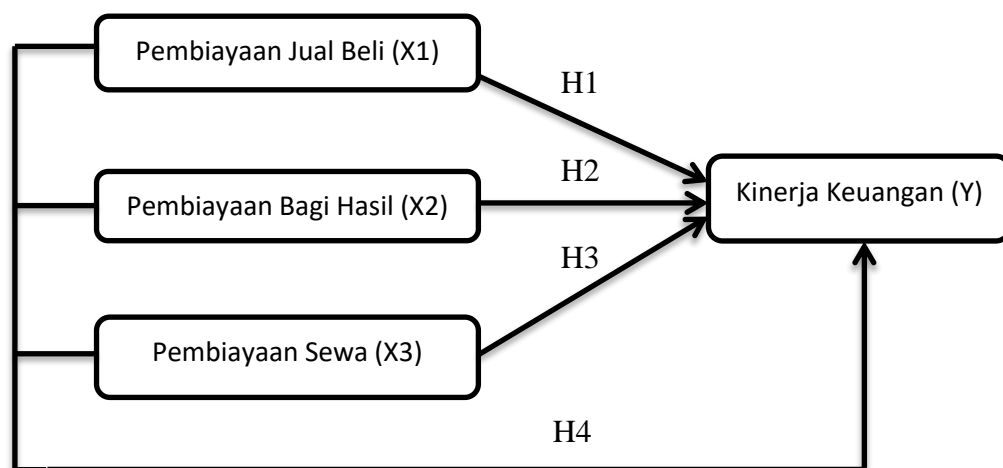 Pembiayaan Jual Beli (X1)
H1
H2
Kinerja Keuangan (Y)
Pembiayaan Bagi Hasil (X2)
H3
Pembiayaan Sewa (X3)
H4